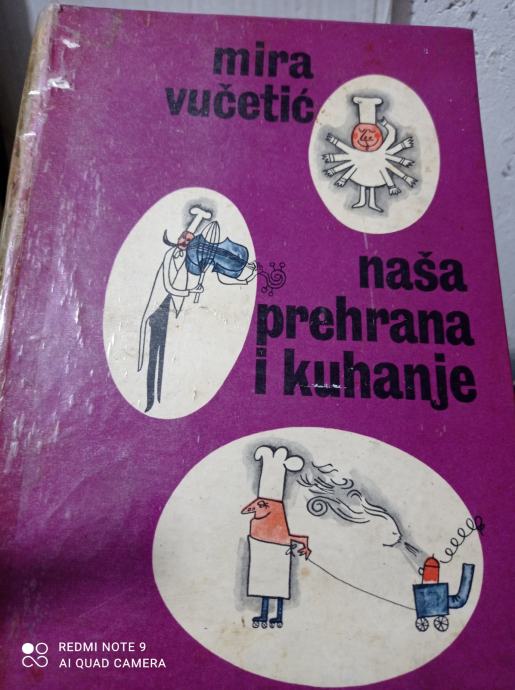 mira
vučetić
naša
prehrana
i kuhanje
REDMI NOTE 9
AI QUAD CAMERA